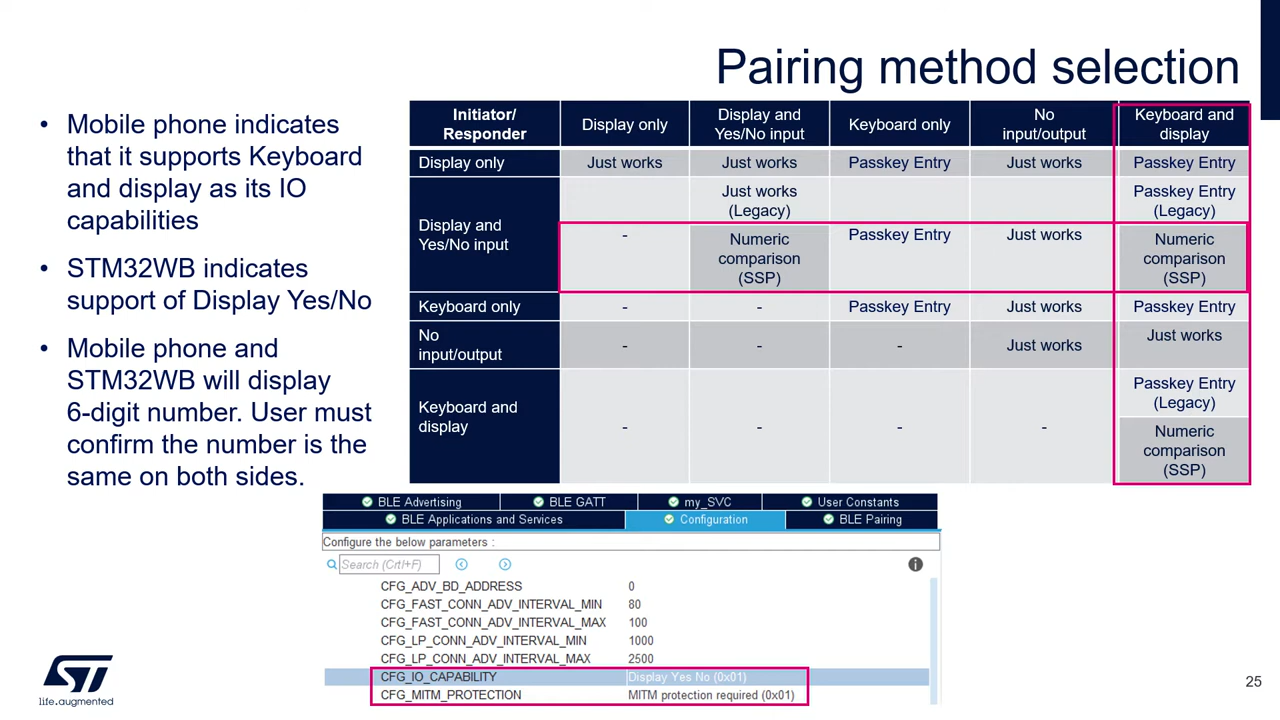 Pairing method selection
• Mobile phone indicates
that it supports Keyboard
and display as its IO
capabilities
• STM32WB indicates
support of Display Yes/No
• Mobile phone and
STM32WB will display
6-digit number. User must
confirm the number is the
same on both sides.
Initiator/
Responder
Display only
Display and
Yes/No input
Keyboard only
No
input/output
Keyboard and
display
Display only
Just works
Just works
Passkey Entry
Just works
Passkey Entry
Display and
Yes/No input
Just works
(Legacy)
Passkey Entry
(Legacy)
-
Numeric
comparison
(SSP)
Passkey Entry
Just works
Numeric
comparison
(SSP)
Keyboard only
-
-
Passkey Entry
Just works
Passkey Entry
No
input/output
-
-
-
Just works
Just works
Keyboard and
display
-
-
-
-
Passkey Entry
(Legacy)
Numeric
comparison
(SSP)
BLE Advertising
BLE GATT
my_SVC
User Constants
BLE Applications and Services
Configuration
BLE Pairing
Configure the below parameters :
Search (Crtl+F)
CFG_ADV_BD_ADDRESS 0
CFG_FAST_CONN_ADV_INTERVAL_MIN 80
CFG_FAST_CONN_ADV_INTERVAL_MAX 100
CFG_LP_CONN_ADV_INTERVAL_MIN 1000
CFG_LP_CONN_ADV_INTERVAL_MAX 2500
CFG_IO_CAPABILITY Display Yes No (0x01)
CFG_MITM_PROTECTION MITM protection required (0x01)
ST
life.augmented
25